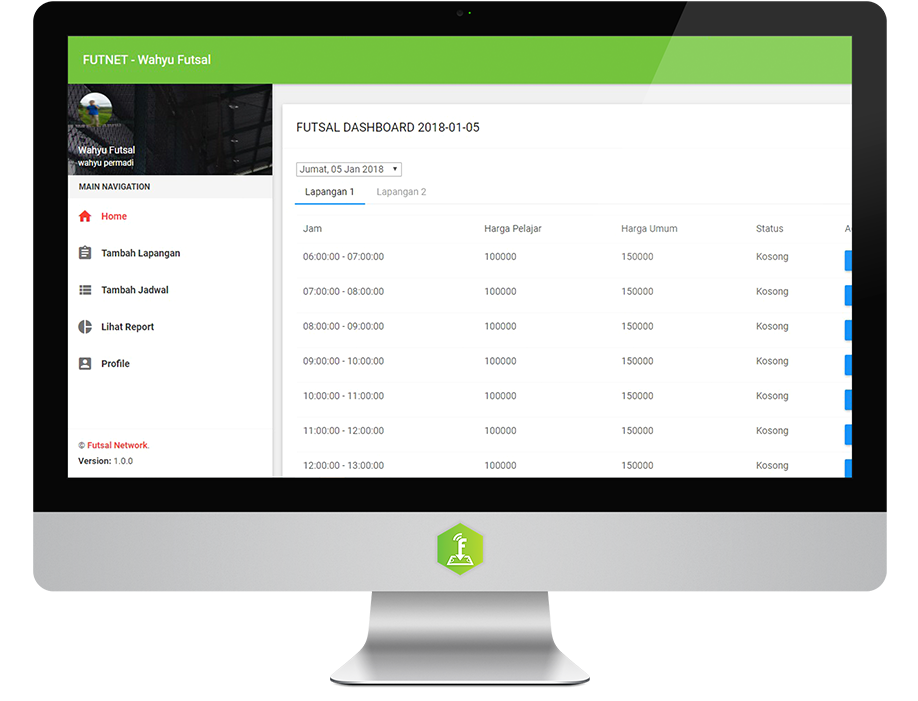 FUTNET - Wahyu Futsal
Wahyu Futsal
wahyu permadi
MAIN NAVIGATION
Home
Tambah Lapangan
Tambah Jadwal
Lihat Report
Profile
© Futsal Network.
Version: 1.0.0
FUTSAL DASHBOARD 2018-01-05
Jumat, 05 Jan 2018
Lapangan 1 Lapangan 2
Jam Harga Pelajar Harga Umum Status
06:00:00 - 07:00:00 100000 150000 Kosong
07:00:00 - 08:00:00 100000 150000 Kosong
08:00:00 - 09:00:00 100000 150000 Kosong
09:00:00 - 10:00:00 100000 150000 Kosong
10:00:00 - 11:00:00 100000 150000 Kosong
11:00:00 - 12:00:00 100000 150000 Kosong
12:00:00 - 13:00:00 100000 150000 Kosong
f